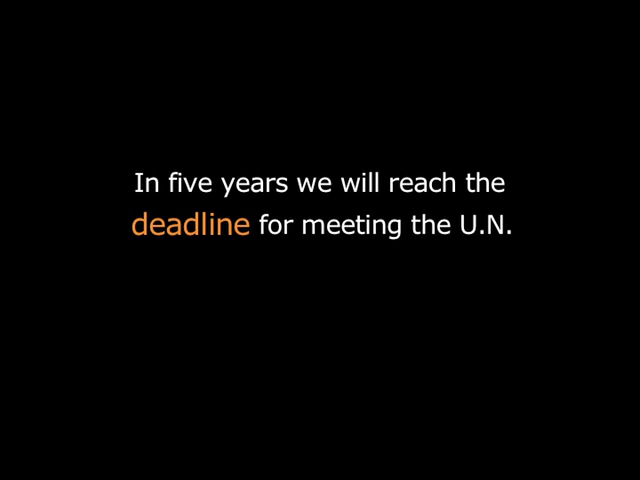 In five years we will reach the
deadline for meeting the U.N.